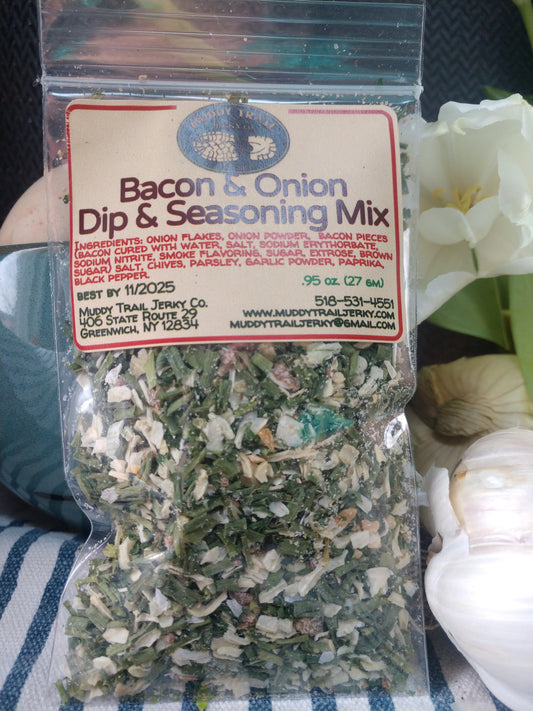 MUDDY TRAIL
Bacon & Onion
Dip & Seasoning Mix
INGREDIENTS: ONION FLAKES, ONION POWDER, BACON PIECES
(BACON CURED WITH WATER, SALT, SODIUM ERYTHORBATE,
SODIUM NITRITE, SMOKE FLAVORING, SUGAR, EXTROSE, BROWN
SUGAR) SALT, CHIVES, PARSLEY, GARLIC POWDER, PAPRIKA,
BLACK PEPPER.
.95 OZ. (27 GM)
BEST BY 11/2025
MUDDY TRAIL JERKY CO.
406 STATE ROUTE 29
GREENWICH, NY 12834
518-531-4551
WWW.MUDDYTRAILJERKY.COM
MUDDYTRAILJERKY@GMAIL.COM